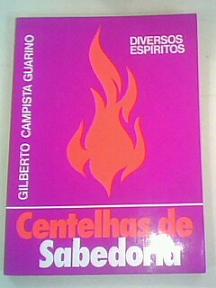 DIVERSOS
ESPÍRITOS
GILBERTO CAMPISTA GUARINO
Centelhas de
Sabedoria